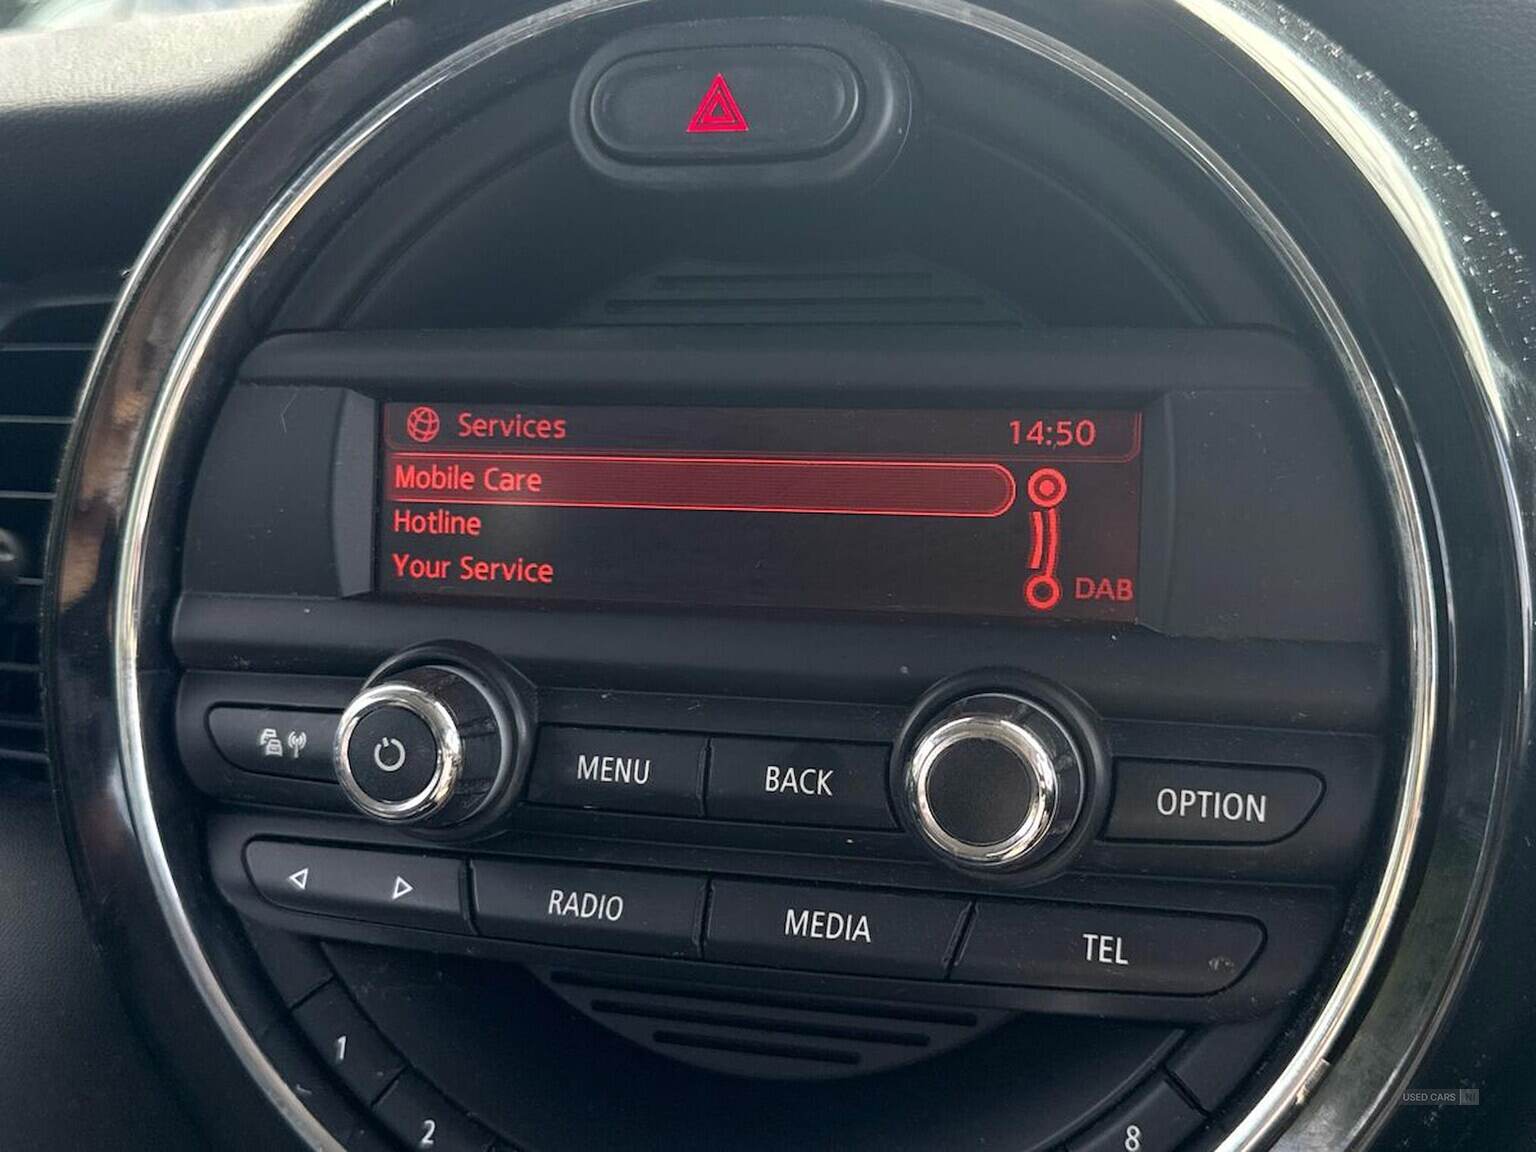 Services 14:50
Mobile Care
Hotline
Your Service
DAB
MENU BACK OPTION
RADIO MEDIA TEL
1
2
8
USED CARS NI